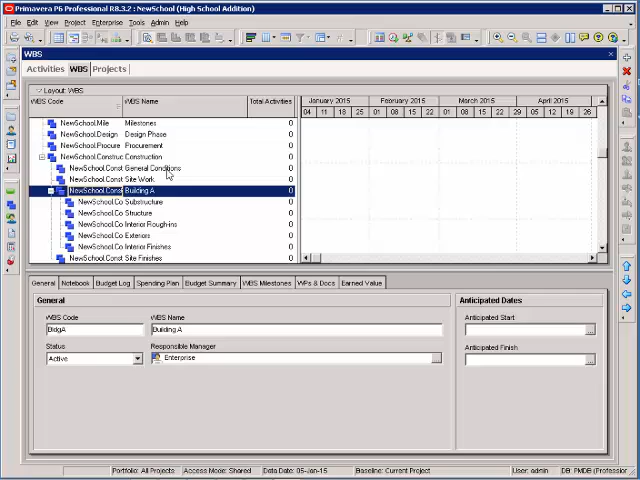 Primavera P6 Professional R8.3.2 : NewSchool (High School Addition)
File Edit View Project Enterprise Tools Admin Help
WBS
Activities WBS Projects
Layout: WBS
WBS Code WBS Name Total Activities
January 2015 February 2015 March 2015 April 2015
04 11 18 25 01 08 15 22 01 08 15 22 29 05 12 19 26
NewSchool.Mile Milestones 0
NewSchool.Design Design Phase 0
NewSchool.Procure Procurement 0
NewSchool.Construc Construction 0
NewSchool.Const General Conditions 0
NewSchool.Const Site Work 0
NewSchool.Cons Building A 0
NewSchool.Co Substructure 0
NewSchool.Co Structure 0
NewSchool.Co Interior Rough-ins 0
NewSchool.Co Exteriors 0
NewSchool.Co Interior Finishes 0
NewSchool.Const Site Finishes 0
General Notebook Budget Log Spending Plan Budget Summary WBS Milestones WPs & Docs Earned Value
General
Anticipated Dates
WBS Code WBS Name Anticipated Start
BldgA Building A
Status Responsible Manager Anticipated Finish
Active Enterprise
Portfolio: All Projects Access Mode: Shared Data Date: 05-Jan-15 Baseline: Current Project User: admin DB: PMDB (Professior